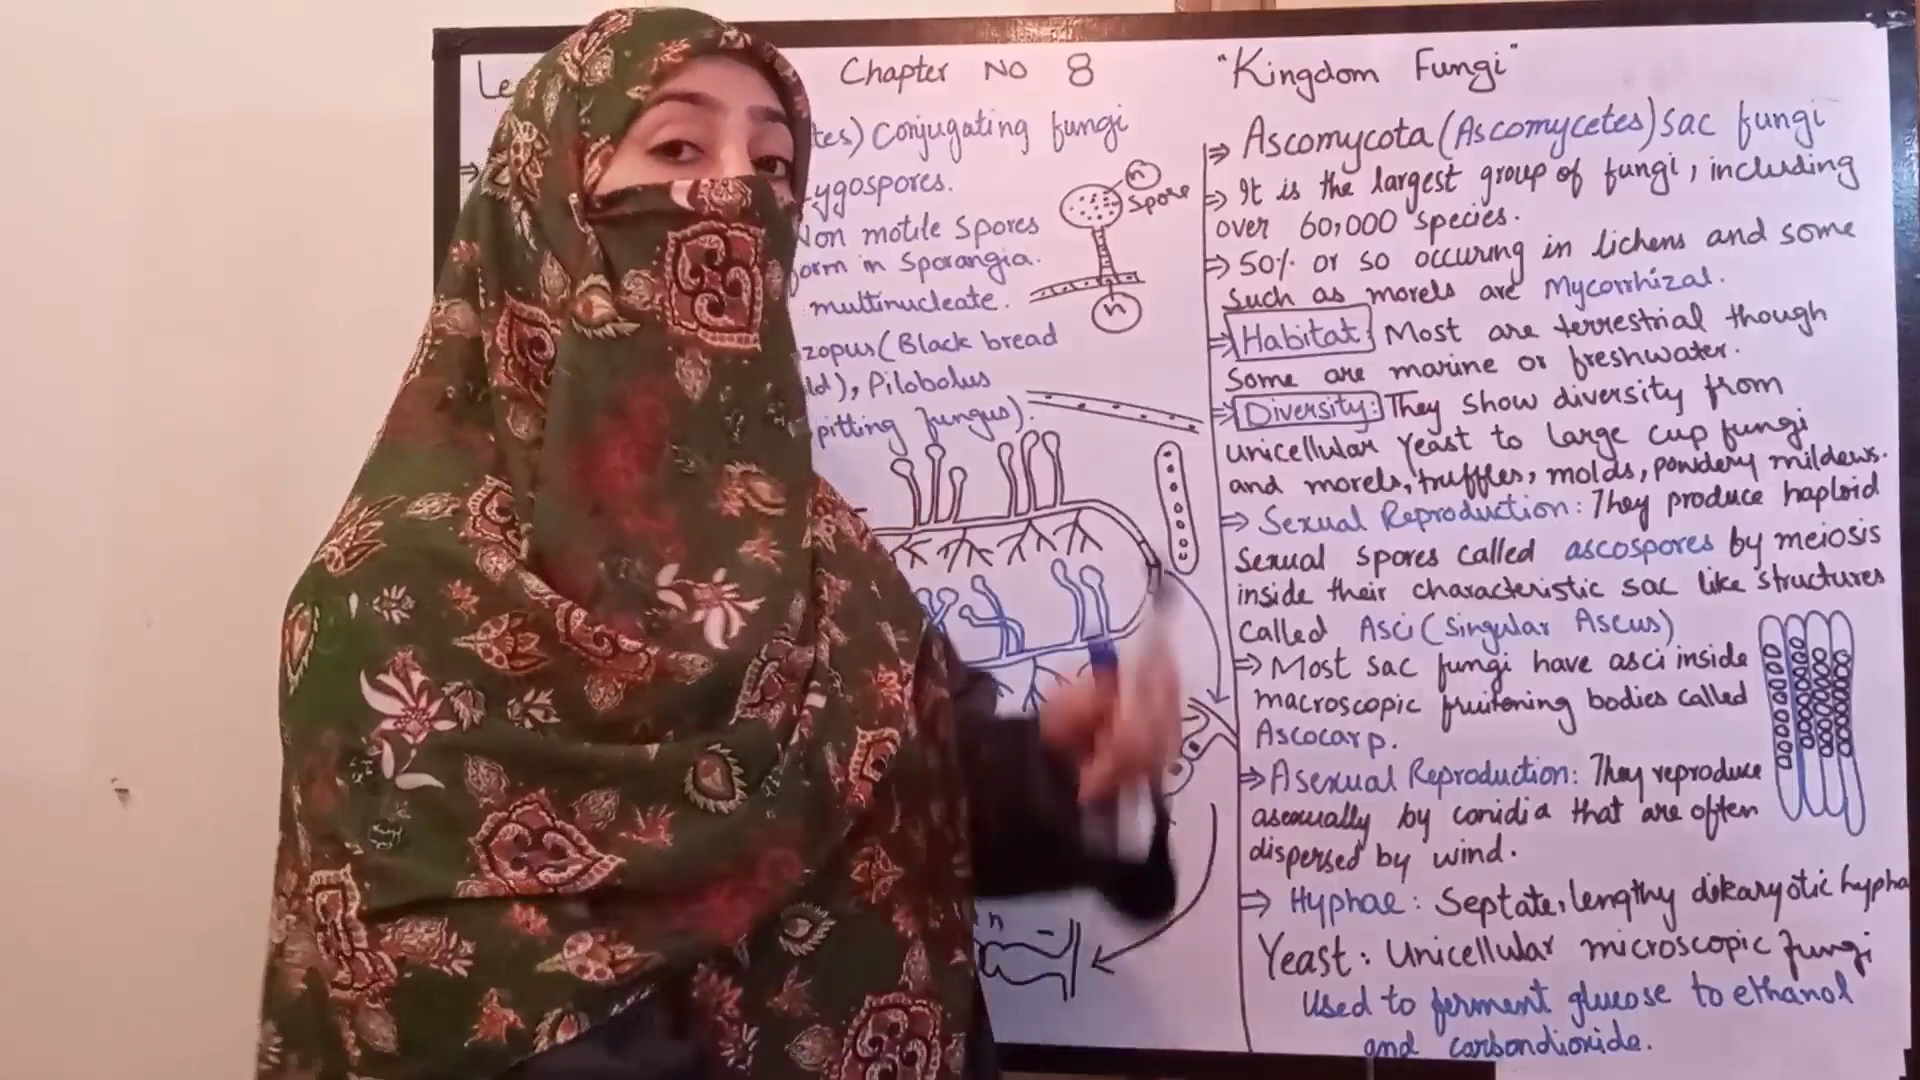 Chapter No 8
"Kingdom Fungi"
tes) Conjugating fungi
ygospores.
Non motile spores
orm in Sporangia.
multinucleate.
zopus (Black bread
ld), Pilobolus
pitting fungus).
n
Spore
n
n
-
⇒ Ascomycota (Ascomycetes) sac fungi
⇒ It is the largest group of fungi, including
over 60,000 species.
⇒ 50% or so occuring in lichens and some
such as morels are Mycorrhizal.
⇒ Habitat: Most are terrestrial though
Some are marine or freshwater.
⇒ Diversity: They show diversity from
unicellular yeast to large cup fungi
and morels, truffles, molds, powdery mildews.
⇒ Sexual Reproduction: They produce haploid
sexual spores called ascospores by meiosis
inside their characteristic sac like structures
called Asci (singular Ascus)
⇒ Most sac fungi have asci inside
macroscopic fruitening bodies called
Ascocarp.
⇒ Asexual Reproduction: They reproduce
asexually by conidia that are often
dispersed by wind.
⇒ Hyphae: Septate, lengthy dikaryotic hypha
Yeast: Unicellular microscopic fungi
used to ferment glucose to ethanol
and carbondioxide.